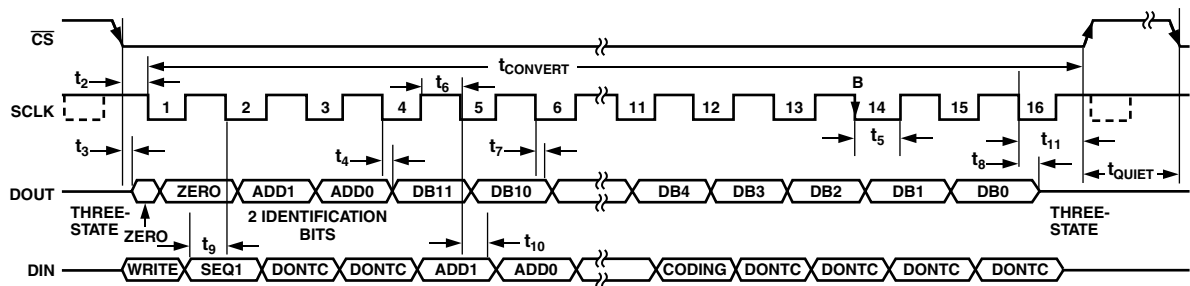 CS
t2
tCONVERT
t6
B
SCLK 1 2 3 4 5 6 11 12 13 14 15 16
t3
t4
t7
t5
t11
t8
tQUIET
DOUT ZERO ADD1 ADD0 DB11 DB10 DB4 DB3 DB2 DB1 DB0
THREE-
STATE
ZERO
2 IDENTIFICATION
BITS
THREE-
STATE
t9
t10
DIN WRITE SEQ1 DONTC DONTC ADD1 ADD0 CODING DONTC DONTC DONTC DONTC